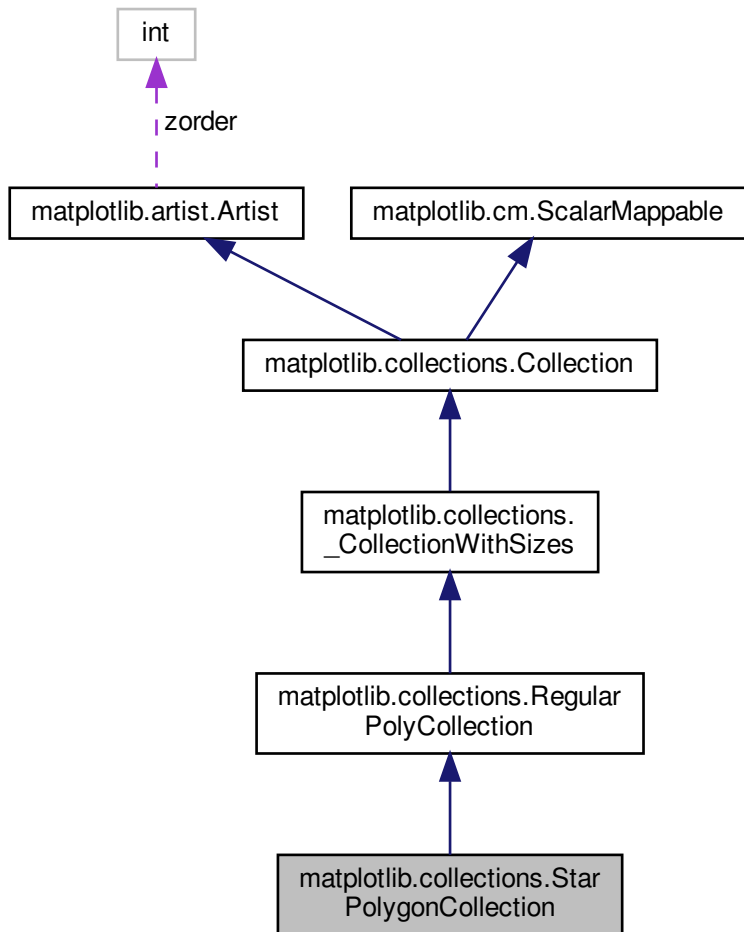 int
zorder
matplotlib.artist.Artist
matplotlib.cm.ScalarMappable
matplotlib.collections.Collection
matplotlib.collections.
_CollectionWithSizes
matplotlib.collections.Regular
PolyCollection
matplotlib.collections.Star
PolygonCollection